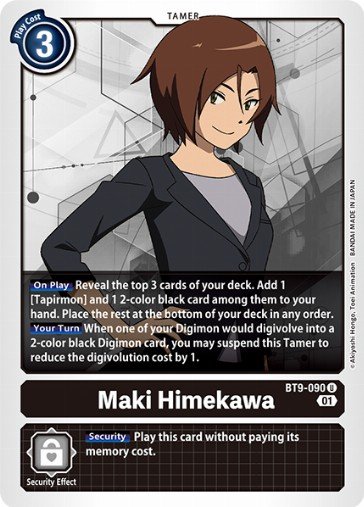 TAMER
Play Cost
3
On Play Reveal the top 3 cards of your deck. Add 1
[Tapirmon] and 1 2-color black card among them to your
hand. Place the rest at the bottom of your deck in any order.
Your Turn When one of your Digimon would digivolve into a
2-color black Digimon card, you may suspend this Tamer to
reduce the digivolution cost by 1.
©Akiyoshi Hongo, Toei Animation BANDAI MADE IN JAPAN
BT9-090 U
Maki Himekawa
01
Security Play this card without paying its
memory cost.
Security Effect